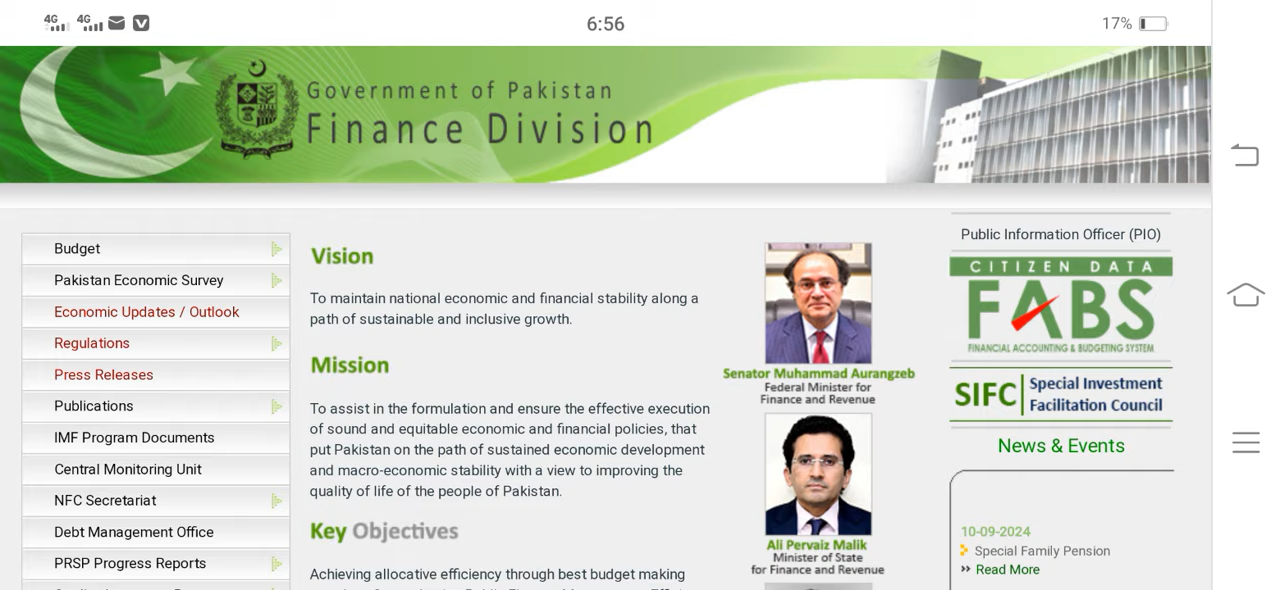 4G 4G
6:56
17%
Government of Pakistan
Finance Division
Budget
Pakistan Economic Survey
Economic Updates / Outlook
Regulations
Press Releases
Publications
IMF Program Documents
Central Monitoring Unit
NFC Secretariat
Debt Management Office
PRSP Progress Reports
Vision
To maintain national economic and financial stability along a
path of sustainable and inclusive growth.
Mission
To assist in the formulation and ensure the effective execution
of sound and equitable economic and financial policies, that
put Pakistan on the path of sustained economic development
and macro-economic stability with a view to improving the
quality of life of the people of Pakistan.
Key Objectives
Achieving allocative efficiency through best budget making
Senator Muhammad Aurangzeb
Federal Minister for
Finance and Revenue
Ali Pervaiz Malik
Minister of State
for Finance and Revenue
Public Information Officer (PIO)
CITIZEN DATA
FABS
FINANCIAL ACCOUNTING & BUDGETING SYSTEM
SIFC
Special Investment
Facilitation Council
News & Events
10-09-2024
Special Family Pension
Read More